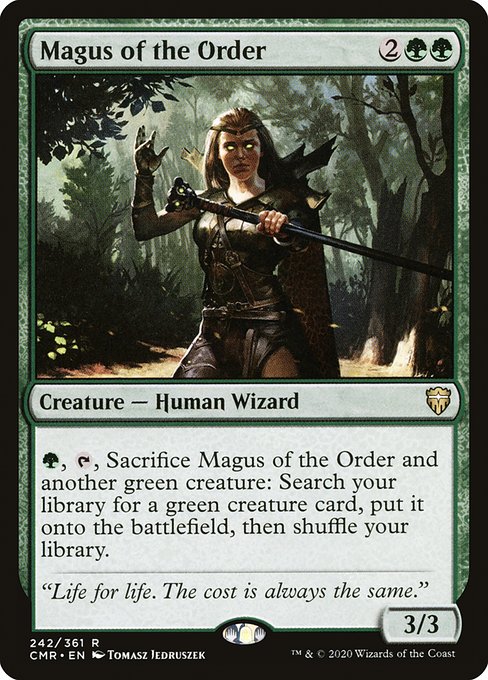 Magus of the Order 2
Creature — Human Wizard
, , Sacrifice Magus of the Order and
another green creature: Search your
library for a green creature card, put it
onto the battlefield, then shuffle your
library.
“Life for life. The cost is always the same.”
3/3
242/361 R
CMR • EN Tomasz Jedruszek
™ & © 2020 Wizards of the Coast